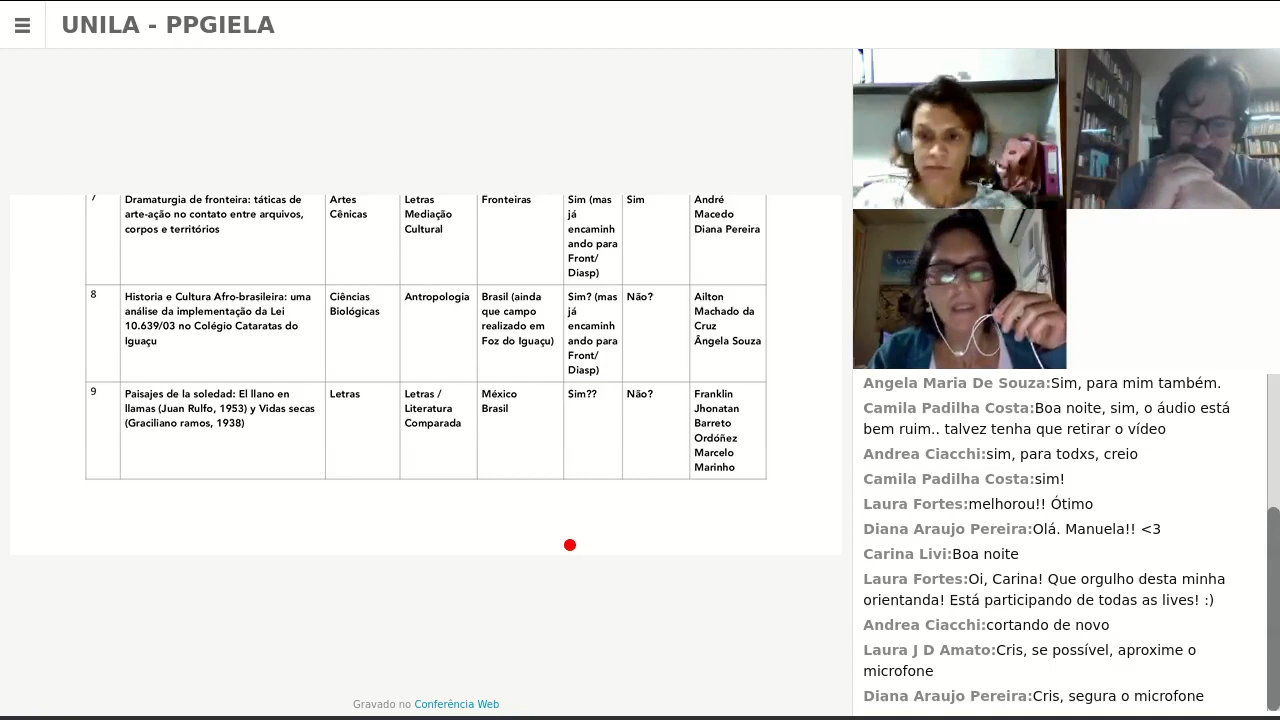 UNILA - PPGIELA
7
Dramaturgia de fronteira: táticas de
arte-ação no contato entre arquivos,
corpos e territórios
Artes
Cênicas
Letras
Mediação
Cultural
Fronteiras
Sim (mas
já
encaminh
ando para
Front/
Diasp)
Sim
André
Macedo
Diana Pereira
8
Historia e Cultura Afro-brasileira: uma
análise da implementação da Lei
10.639/03 no Colégio Cataratas do
Iguaçu
Ciências
Biológicas
Antropologia
Brasil (ainda
que campo
realizado em
Foz do Iguaçu)
Sim? (mas
já
encaminh
ando para
Front/
Diasp)
Não?
Ailton
Machado da
Cruz
Ângela Souza
9
Paisajes de la soledad: El llano en
llamas (Juan Rulfo, 1953) y Vidas secas
(Graciliano ramos, 1938)
Letras
Letras /
Literatura
Comparada
México
Brasil
Sim??
Não?
Franklin
Jhonatan
Barreto
Ordóñez
Marcelo
Marinho
Gravado no Conferência Web
Angela Maria De Souza:Sim, para mim também.
Camila Padilha Costa:Boa noite, sim, o áudio está
bem ruim.. talvez tenha que retirar o vídeo
Andrea Ciacchi:sim, para todxs, creio
Camila Padilha Costa:sim!
Laura Fortes:melhorou!! Ótimo
Diana Araujo Pereira:Olá. Manuela!! <3
Carina Livi:Boa noite
Laura Fortes:Oi, Carina! Que orgulho desta minha
orientanda! Está participando de todas as lives! :)
Andrea Ciacchi:cortando de novo
Laura J D Amato:Cris, se possível, aproxime o
microfone
Diana Araujo Pereira:Cris, segura o microfone